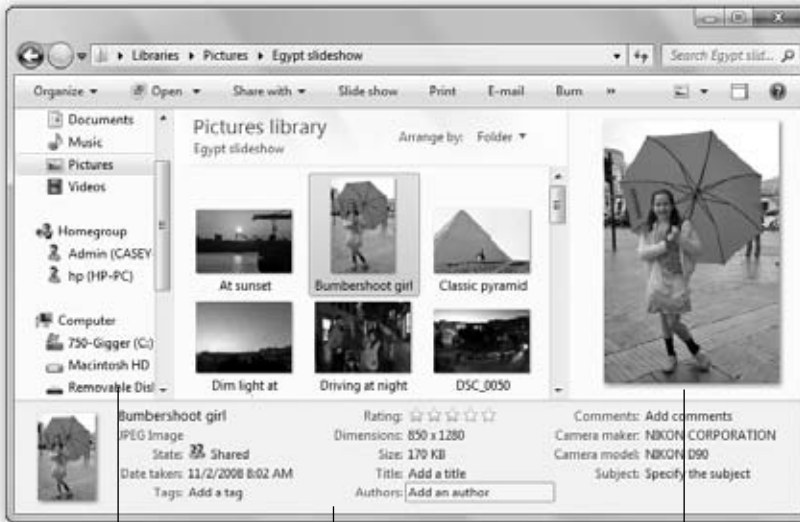 Libraries ▸ Pictures ▸ Egypt slideshow
Search Egypt slid...
Organize
Open
Share with
Slide show
Print
E-mail
Burn
»
Documents
Music
Pictures
Videos
Homegroup
Admin (CASEY-
hp (HP-PC)
Computer
750-Gigger (C:)
Macintosh HD
Removable Disl
Pictures library
Egypt slideshow
Arrange by: Folder
At sunset
Bumbershoot girl
Classic pyramid
Dim light at
Driving at night
DSC_0050
Bumbershoot girl
JPEG Image
State: Shared
Date taken: 11/2/2008 8:02 AM
Tags: Add a tag
Rating:
Dimensions: 850 x 1280
Size: 170 KB
Title: Add a title
Authors: Add an author
Comments: Add comments
Camera maker: NIKON CORPORATION
Camera model: NIKON D90
Subject: Specify the subject